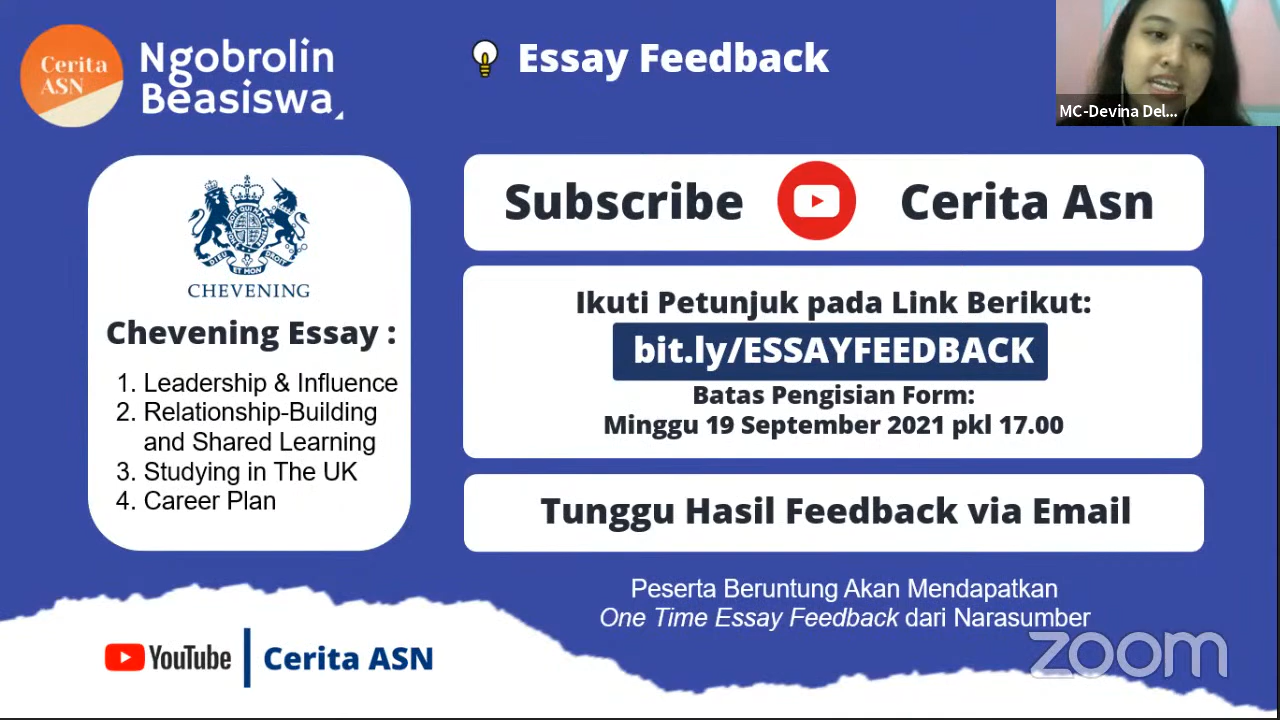 Cerita
ASN
Ngobrolin
Beasiswa
Essay Feedback
MC-Devina Del...
CHEVENING
Chevening Essay :
1. Leadership & Influence
2. Relationship-Building
and Shared Learning
3. Studying in The UK
4. Career Plan
Subscribe Cerita Asn
Ikuti Petunjuk pada Link Berikut:
bit.ly/ESSAYFEEDBACK
Batas Pengisian Form:
Minggu 19 September 2021 pkl 17.00
Tunggu Hasil Feedback via Email
Peserta Beruntung Akan Mendapatkan
One Time Essay Feedback dari Narasumber
YouTube Cerita ASN
zoom